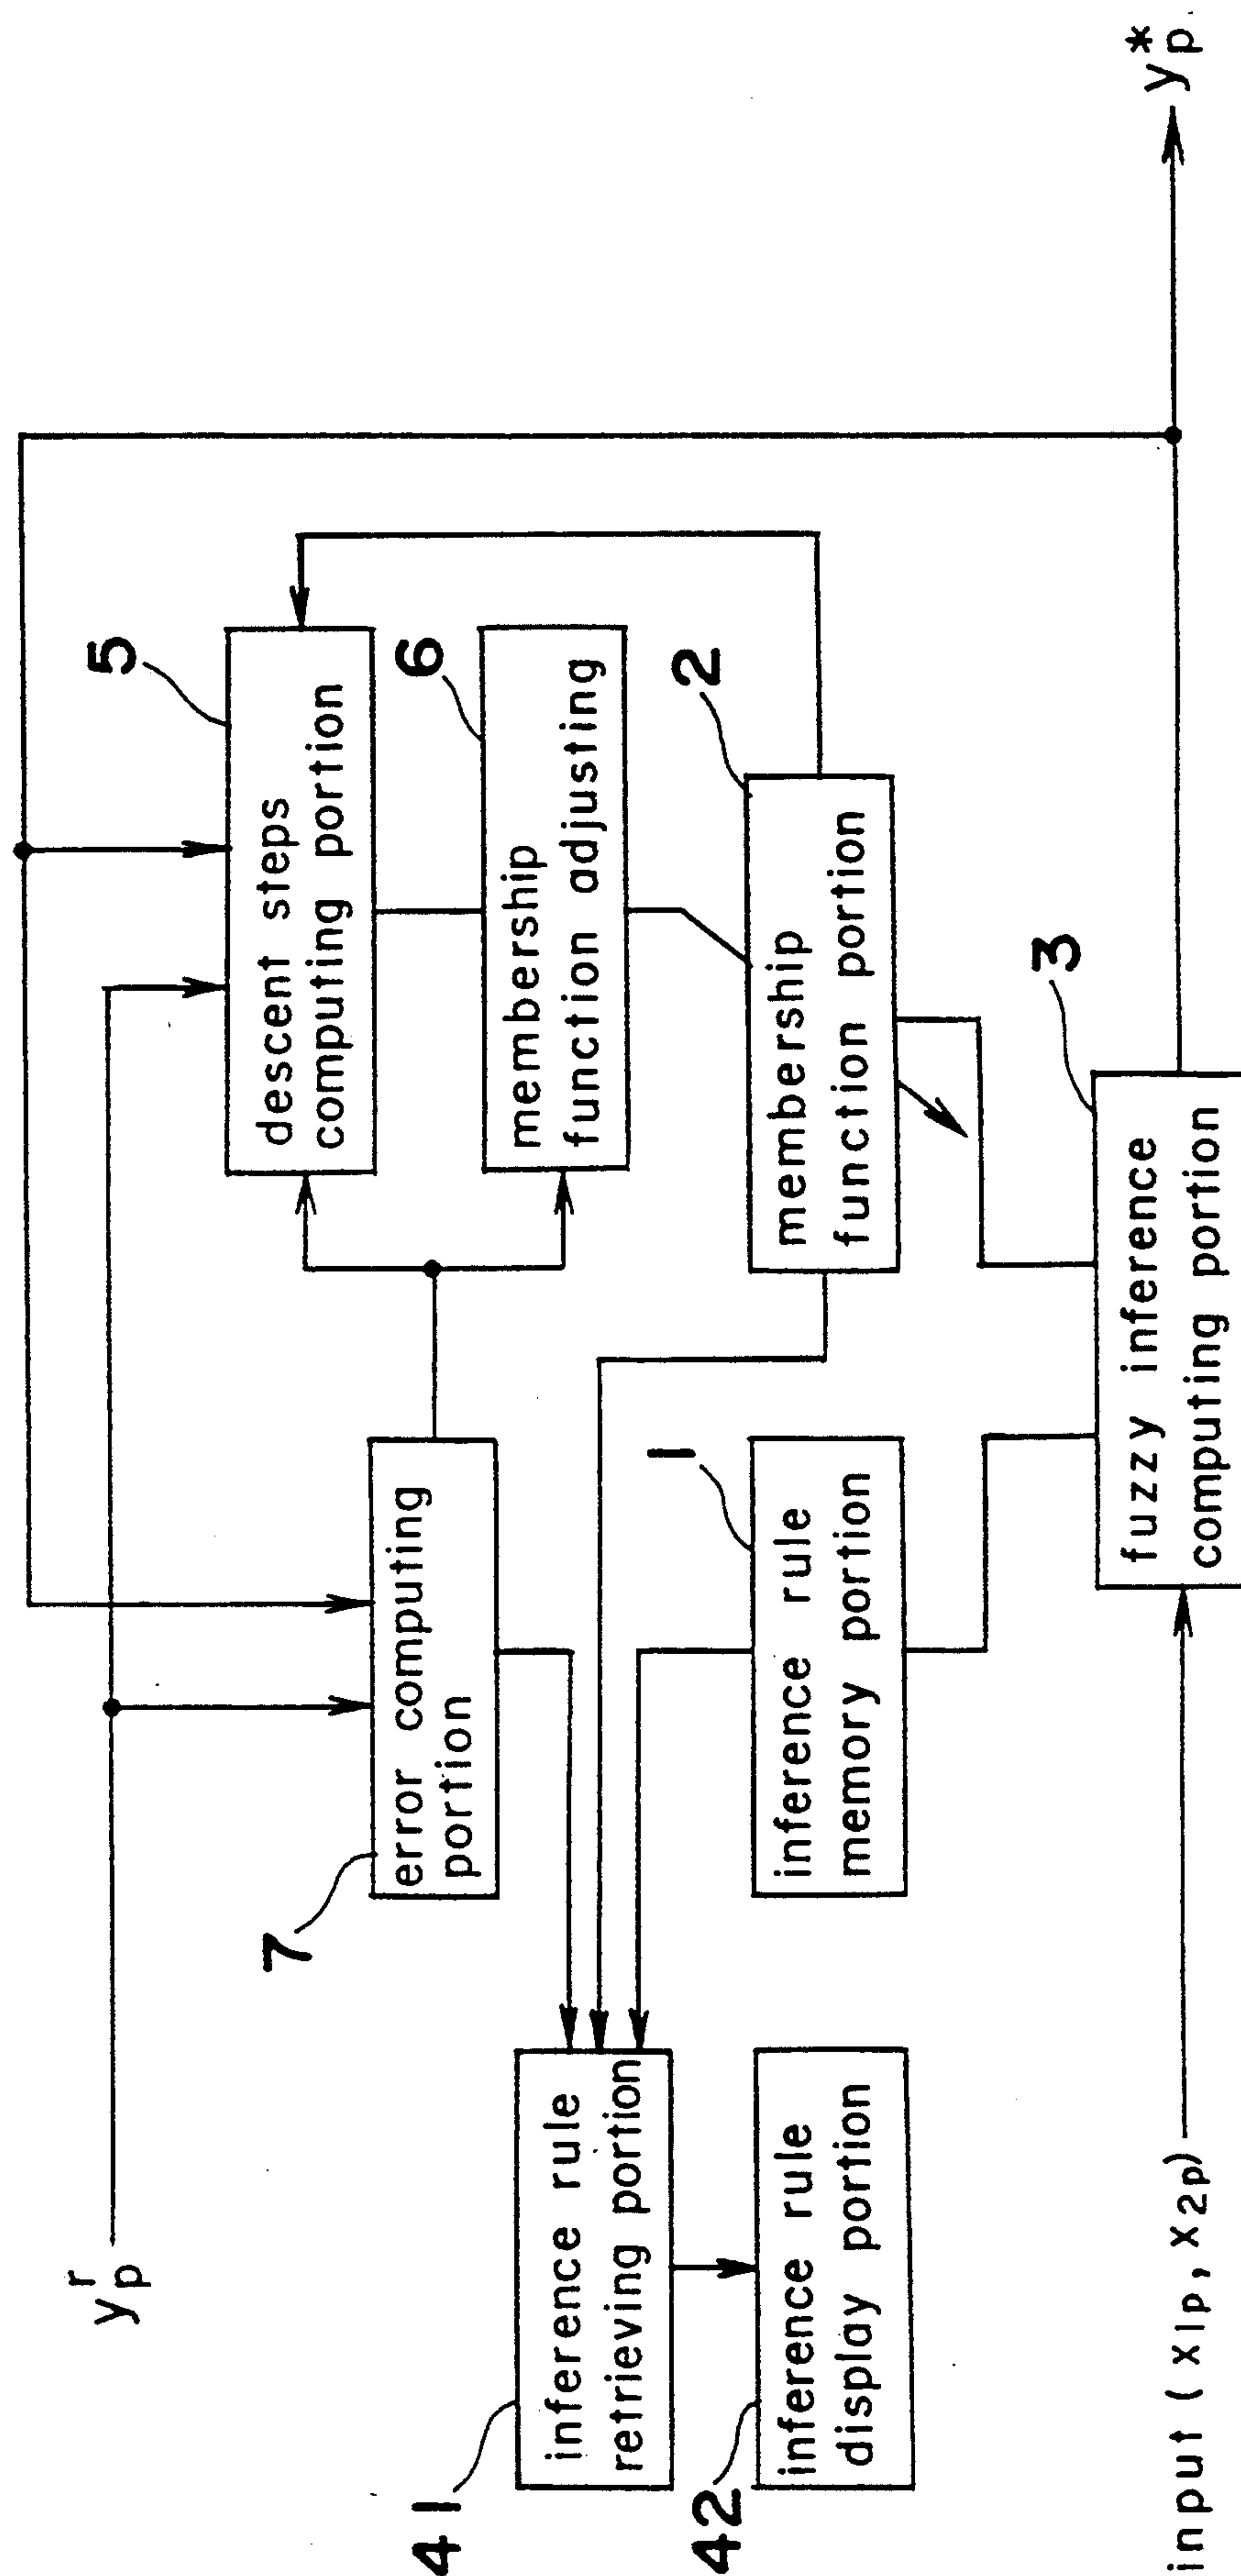 y_p^r
5
descent steps
computing portion
7
error computing
portion
6
membership
function adjusting
41
inference rule
retrieving portion
42
inference rule
display portion
1
inference rule
memory portion
2
membership
function portion
3
fuzzy inference
computing portion
input ( x1p, x2p)
y_p^*